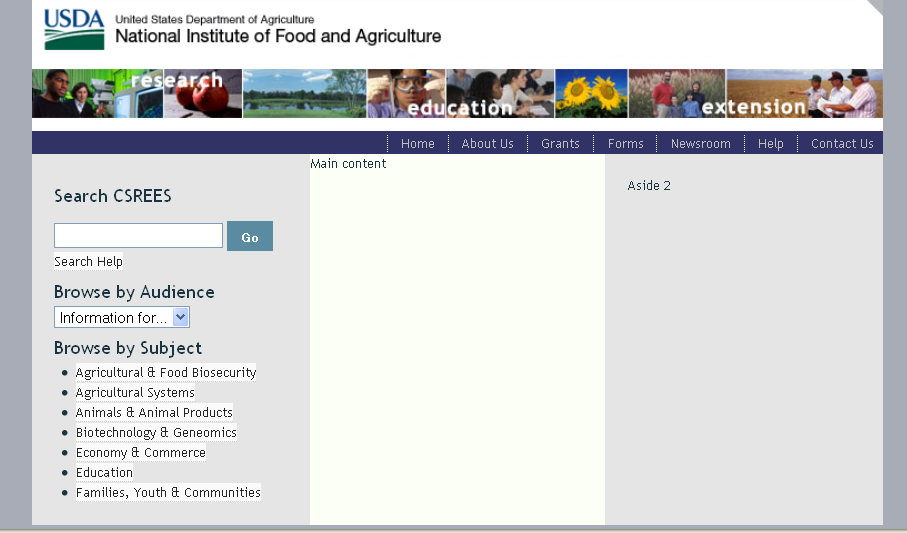 USDA
United States Department of Agriculture
National Institute of Food and Agriculture
research
education
extension
Home
About Us
Grants
Forms
Newsroom
Help
Contact Us
Search CSREES
Go
Search Help
Browse by Audience
Information for...
Browse by Subject
Agricultural & Food Biosecurity
Agricultural Systems
Animals & Animal Products
Biotechnology & Geneomics
Economy & Commerce
Education
Families, Youth & Communities
Main content
Aside 2